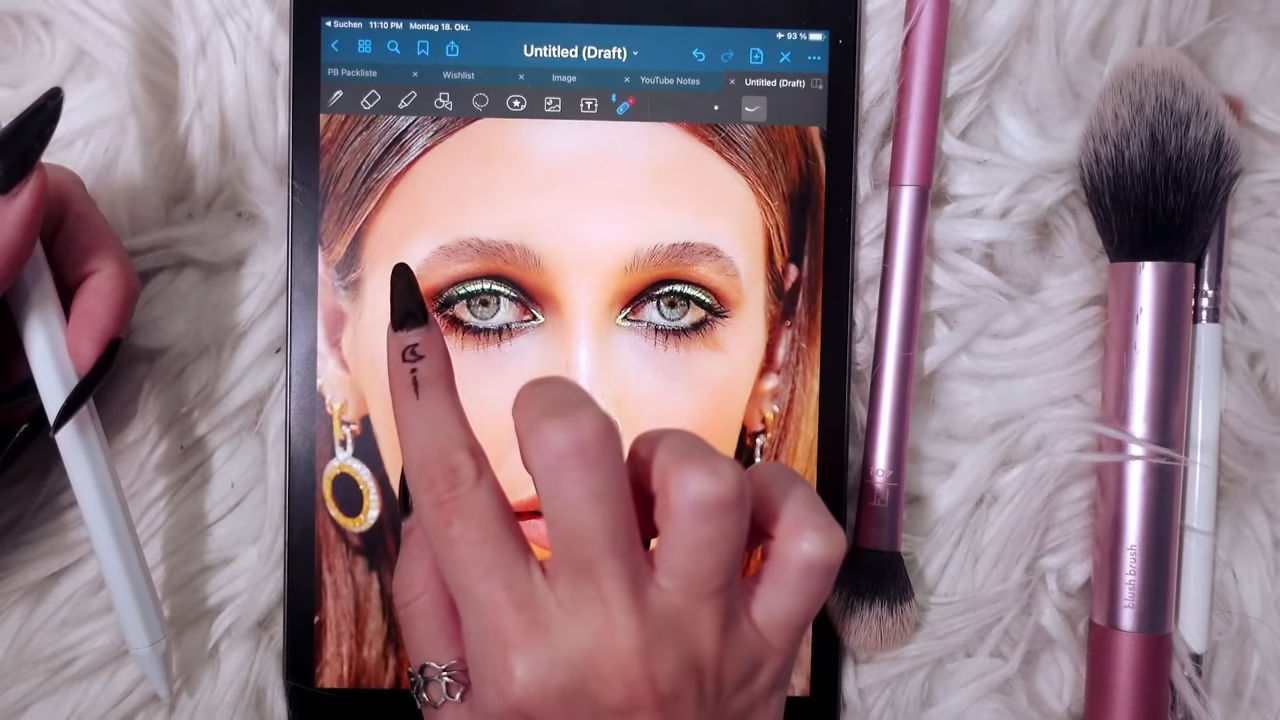 Suchen 11:10 PM Montag 18. Okt. 93 %
Untitled (Draft)
PB Packliste Wishlist Image YouTube Notes Untitled (Draft)
T
blush brush